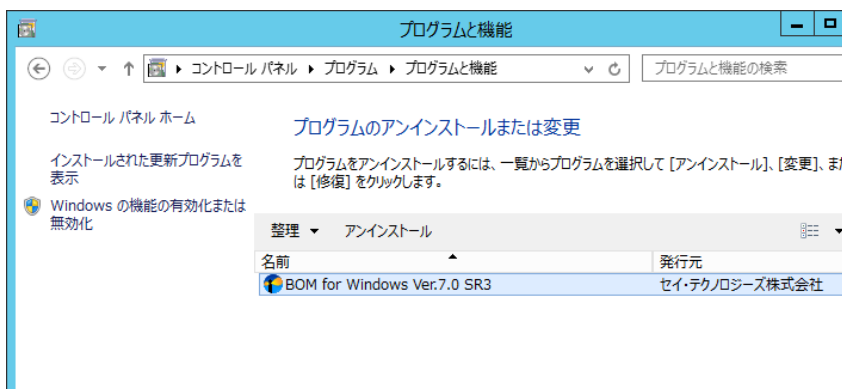 プログラムと機能
コントロール パネル ▸ プログラム ▸ プログラムと機能
プログラムと機能の検索
コントロール パネル ホーム
プログラムのアンインストールまたは変更
インストールされた更新プログラムを
表示
プログラムをアンインストールするには、一覧からプログラムを選択して [アンインストール]、[変更]、また
は [修復] をクリックします。
Windows の機能の有効化または
無効化
整理 ▼ アンインストール
名前 発行元
BOM for Windows Ver.7.0 SR3 セイ・テクノロジーズ株式会社